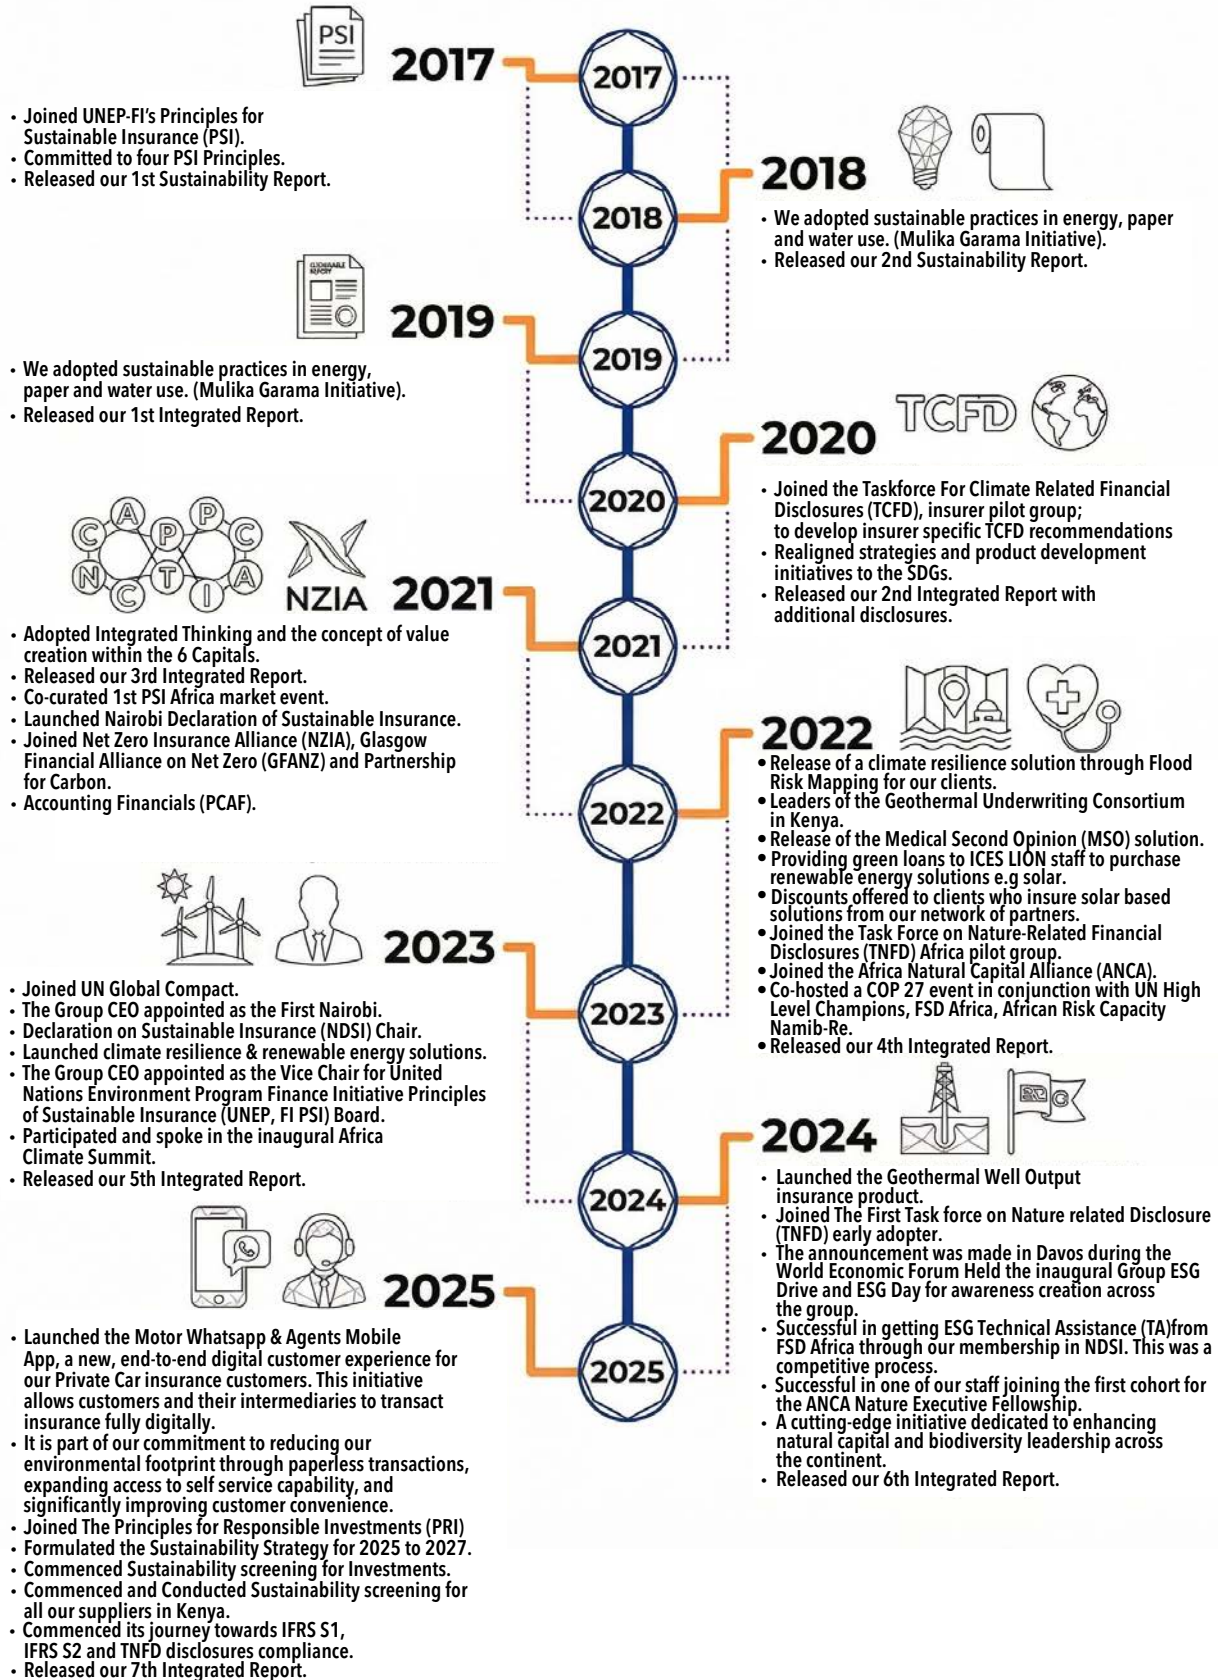 PSI
2017
2017
• Joined UNEP-FI's Principles for
Sustainable Insurance (PSI).
• Committed to four PSI Principles.
• Released our 1st Sustainability Report.
2018
2018
• We adopted sustainable practices in energy, paper
and water use. (Mulika Garama Initiative).
• Released our 2nd Sustainability Report.
2019
2019
• We adopted sustainable practices in energy,
paper and water use. (Mulika Garama Initiative).
• Released our 1st Integrated Report.
TCFD
2020
2020
• Joined the Taskforce For Climate Related Financial
Disclosures (TCFD), insurer pilot group;
to develop insurer specific TCFD recommendations
• Realigned strategies and product development
initiatives to the SDGs.
• Released our 2nd Integrated Report with
additional disclosures.
C A P P C
N C T I A
NZIA
2021
2021
• Adopted Integrated Thinking and the concept of value
creation within the 6 Capitals.
• Released our 3rd Integrated Report.
• Co-curated 1st PSI Africa market event.
• Launched Nairobi Declaration of Sustainable Insurance.
• Joined Net Zero Insurance Alliance (NZIA), Glasgow
Financial Alliance on Net Zero (GFANZ) and Partnership
for Carbon.
• Accounting Financials (PCAF).
2022
2022
• Release of a climate resilience solution through Flood
Risk Mapping for our clients.
• Leaders of the Geothermal Underwriting Consortium
in Kenya.
• Release of the Medical Second Opinion (MSO) solution.
• Providing green loans to ICES LION staff to purchase
renewable energy solutions e.g solar.
• Discounts offered to clients who insure solar based
solutions from our network of partners.
• Joined the Task Force on Nature-Related Financial
Disclosures (TNFD) Africa pilot group.
• Joined the Africa Natural Capital Alliance (ANCA).
• Co-hosted a COP 27 event in conjunction with UN High
Level Champions, FSD Africa, African Risk Capacity
Namib-Re.
• Released our 4th Integrated Report.
2023
2023
• Joined UN Global Compact.
• The Group CEO appointed as the First Nairobi.
• Declaration on Sustainable Insurance (NDSI) Chair.
• Launched climate resilience & renewable energy solutions.
• The Group CEO appointed as the Vice Chair for United
Nations Environment Program Finance Initiative Principles
of Sustainable Insurance (UNEP, FI PSI) Board.
• Participated and spoke in the inaugural Africa
Climate Summit.
• Released our 5th Integrated Report.
2024
2024
• Launched the Geothermal Well Output
insurance product.
• Joined The First Task force on Nature related Disclosure
(TNFD) early adopter.
• The announcement was made in Davos during the
World Economic Forum Held the inaugural Group ESG
Drive and ESG Day for awareness creation across
the group.
• Successful in getting ESG Technical Assistance (TA)from
FSD Africa through our membership in NDSI. This was a
competitive process.
• Successful in one of our staff joining the first cohort for
the ANCA Nature Executive Fellowship.
• A cutting-edge initiative dedicated to enhancing
natural capital and biodiversity leadership across
the continent.
• Released our 6th Integrated Report.
2025
2025
• Launched the Motor Whatsapp & Agents Mobile
App, a new, end-to-end digital customer experience for
our Private Car insurance customers. This initiative
allows customers and their intermediaries to transact
insurance fully digitally.
• It is part of our commitment to reducing our
environmental footprint through paperless transactions,
expanding access to self service capability, and
significantly improving customer convenience.
• Joined The Principles for Responsible Investments (PRI)
• Formulated the Sustainability Strategy for 2025 to 2027.
• Commenced Sustainability screening for Investments.
• Commenced and Conducted Sustainability screening for
all our suppliers in Kenya.
• Commenced its journey towards IFRS S1,
IFRS S2 and TNFD disclosures compliance.
• Released our 7th Integrated Report.